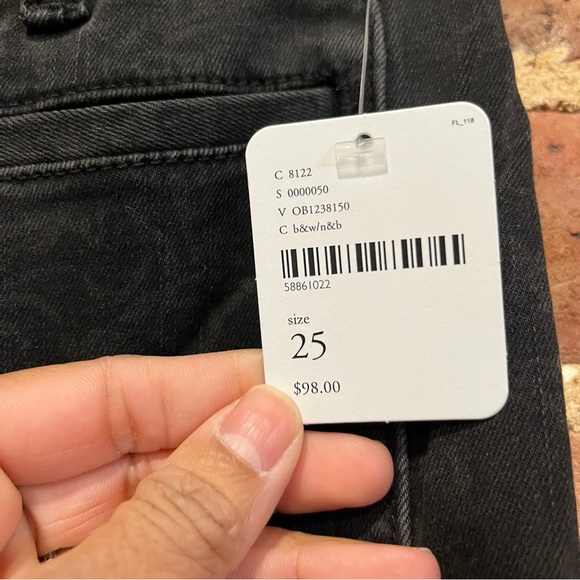 FL_118
C 8122
S 0000050
V OB1238150
C b&w/n&b
58861022
size
25
$98.00